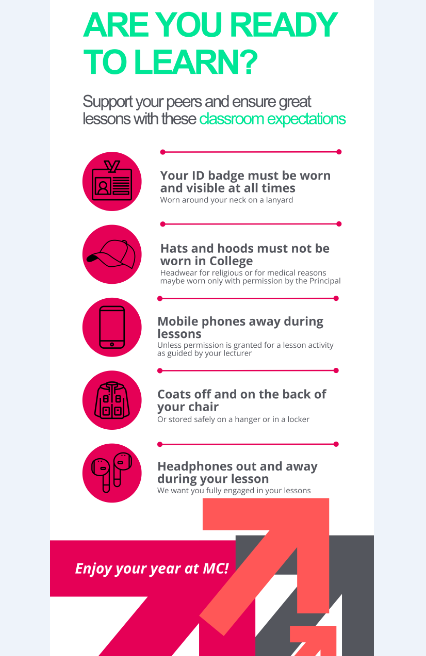 ARE YOU READY
TO LEARN?
Support your peers and ensure great
lessons with these classroom expectations
Your ID badge must be worn
and visible at all times
Worn around your neck on a lanyard
Hats and hoods must not be
worn in College
Headwear for religious or for medical reasons
maybe worn only with permission by the Principal
Mobile phones away during
lessons
Unless permission is granted for a lesson activity
as guided by your lecturer
Coats off and on the back of
your chair
Or stored safely on a hanger or in a locker
Headphones out and away
during your lesson
We want you fully engaged in your lessons
Enjoy your year at MC!